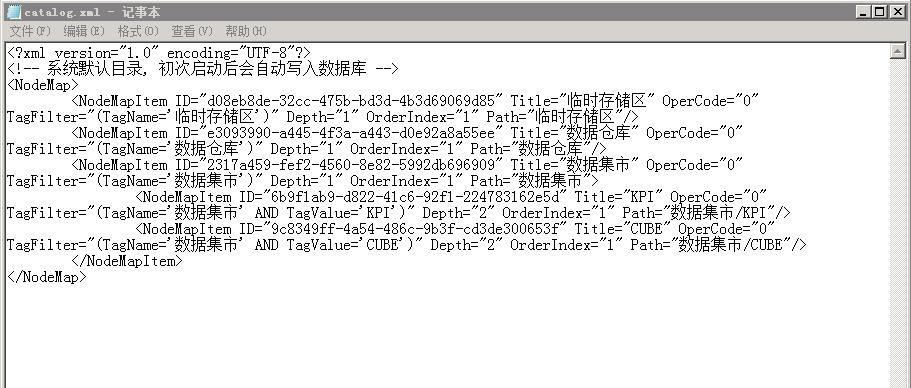 catalog.xml - 记事本
文件(F) 编辑(E) 格式(O) 查看(V) 帮助(H)
<?xml version="1.0" encoding="UTF-8"?>
<!-- 系统默认目录, 初次启动后会自动写入数据库 -->
<NodeMap>
<NodeMapItem ID="d08eb8de-32cc-475b-bd3d-4b3d69069d85" Title="临时存储区" OperCode="0"
TagFilter="(TagName='临时存储区')" Depth="1" OrderIndex="1" Path="临时存储区"/>
<NodeMapItem ID="e3093990-a445-4f3a-a443-d0e92a8a55ee" Title="数据仓库" OperCode="0"
TagFilter="(TagName='数据仓库')" Depth="1" OrderIndex="1" Path="数据仓库"/>
<NodeMapItem ID="2317a459-fef2-4560-8e82-5992db696909" Title="数据集市" OperCode="0"
TagFilter="(TagName='数据集市')" Depth="1" OrderIndex="1" Path="数据集市">
<NodeMapItem ID="6b9f1ab9-d822-41c6-92f1-224783162e5d" Title="KPI" OperCode="0"
TagFilter="(TagName='数据集市' AND TagValue='KPI')" Depth="2" OrderIndex="1" Path="数据集市/KPI"/>
<NodeMapItem ID="9c8349ff-4a54-486c-9b3f-cd3de300653f" Title="CUBE" OperCode="0"
TagFilter="(TagName='数据集市' AND TagValue='CUBE')" Depth="2" OrderIndex="1" Path="数据集市/CUBE"/>
</NodeMapItem>
</NodeMap>